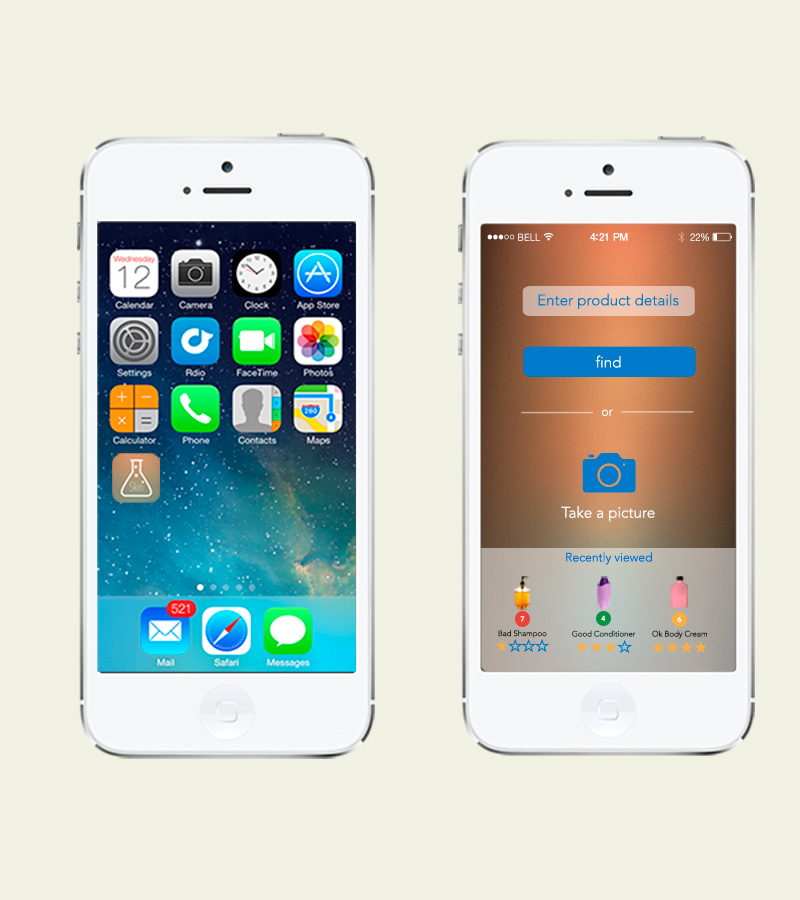 Wednesday
12
Calendar
Camera
Clock
App Store
Settings
Rdio
FaceTime
Photos
280
Calculator
Phone
Contacts
Maps
Skin
521
Mail
Safari
Messages
BELL 4:21 PM 22%
Enter product details
find
or
Take a picture
Recently viewed
7 4 6
Bad Shampoo Good Conditioner Ok Body Cream